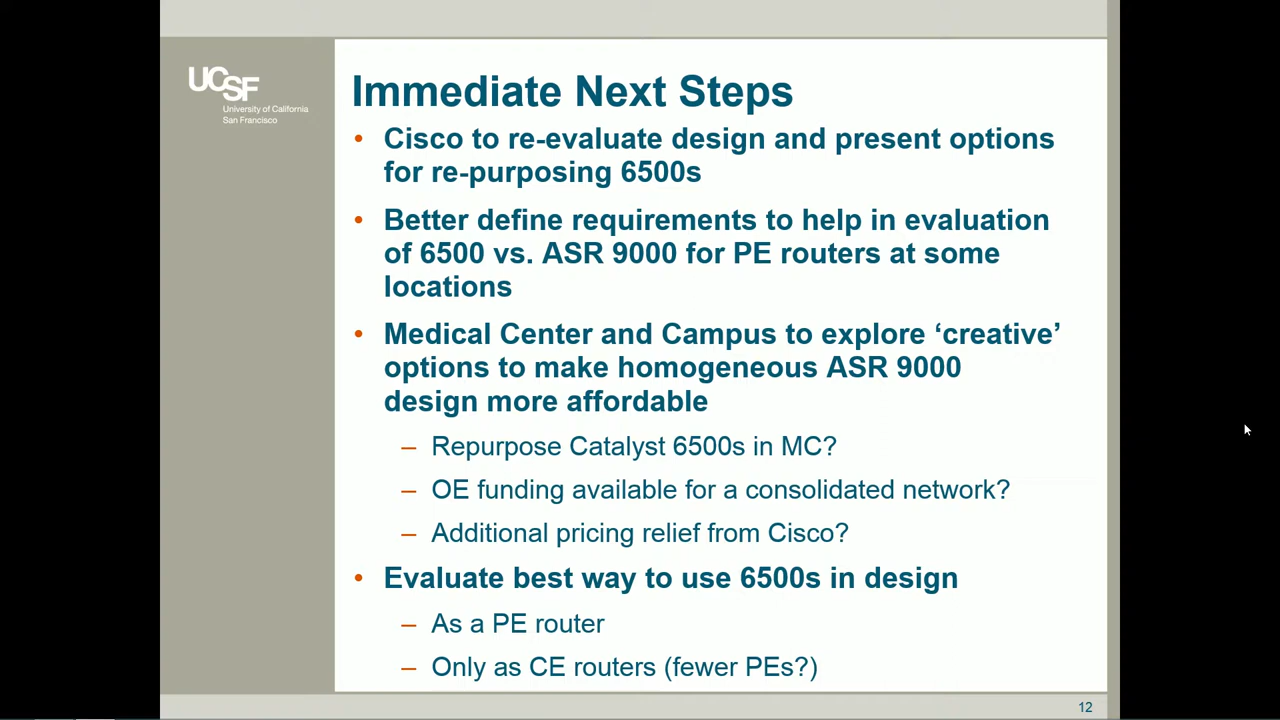 UCSF
University of California
San Francisco
Immediate Next Steps
• Cisco to re-evaluate design and present options
for re-purposing 6500s
• Better define requirements to help in evaluation
of 6500 vs. ASR 9000 for PE routers at some
locations
• Medical Center and Campus to explore ‘creative’
options to make homogeneous ASR 9000
design more affordable
– Repurpose Catalyst 6500s in MC?
– OE funding available for a consolidated network?
– Additional pricing relief from Cisco?
• Evaluate best way to use 6500s in design
– As a PE router
– Only as CE routers (fewer PEs?)
12